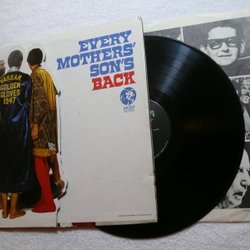 EVERY
MOTHERS'
SON'S
BACK
MGM
VASSAR
GOLDEN
GLOVES
1947